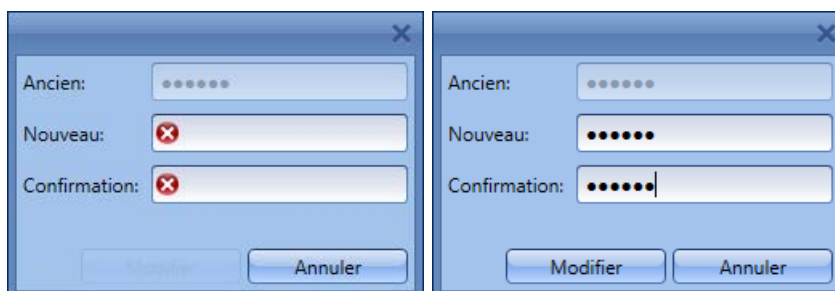 Ancien: ●●●●●● Ancien: ●●●●●●
Nouveau: Nouveau: ●●●●●●
Confirmation: Confirmation: ●●●●●●
Modifier Annuler Modifier Annuler